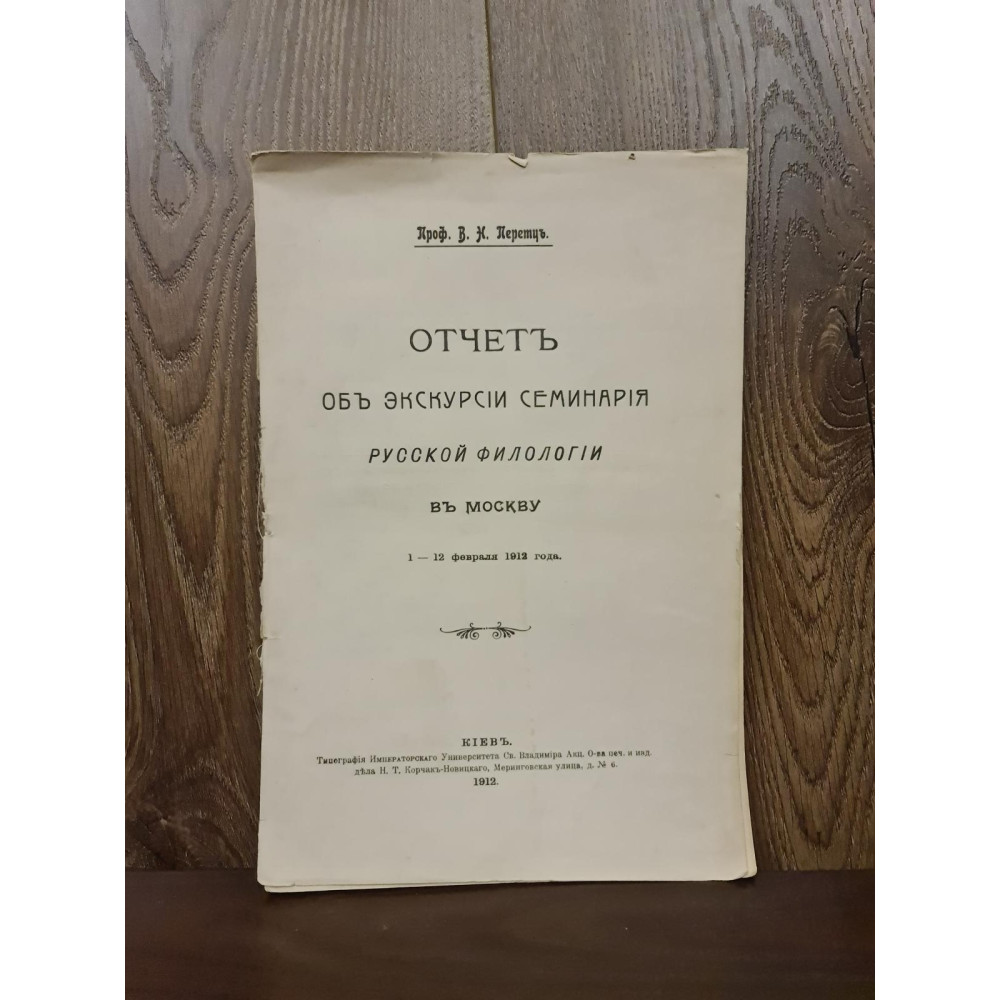 Проф. В. Н. Перетцъ.
ОТЧЕТЪ
ОБЪ ЭКСКУРСІИ СЕМИНАРІЯ
РУССКОЙ ФИЛОЛОГІИ
ВЪ МОСКВУ
1 — 12 февраля 1912 года.
КІЕВЪ.
Типографія Императорскаго Университета Св. Владиміра Акц. О-ва печ. и изд.
дѣла Н. Т. Корчакъ-Новицкаго, Меринговская улица, д. № 6.
1912.